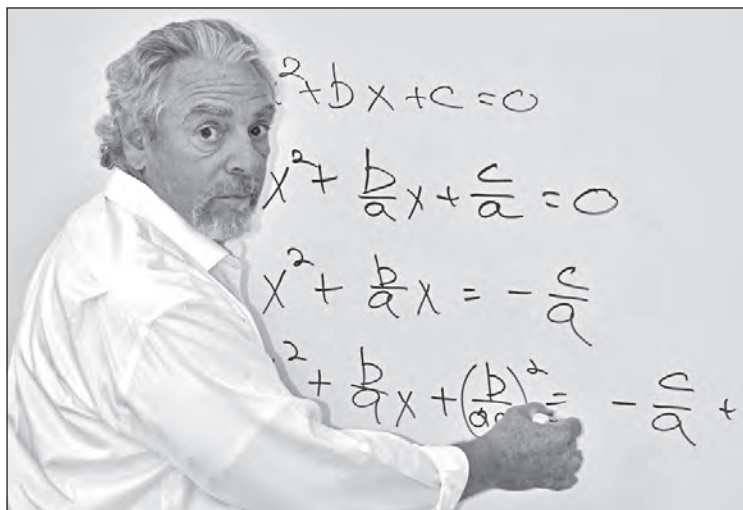 ²+bx+c=0
x²+b/a x+c/a=0
x²+b/a x=-c/a
²+b/a x+(b/)²=-c/a+